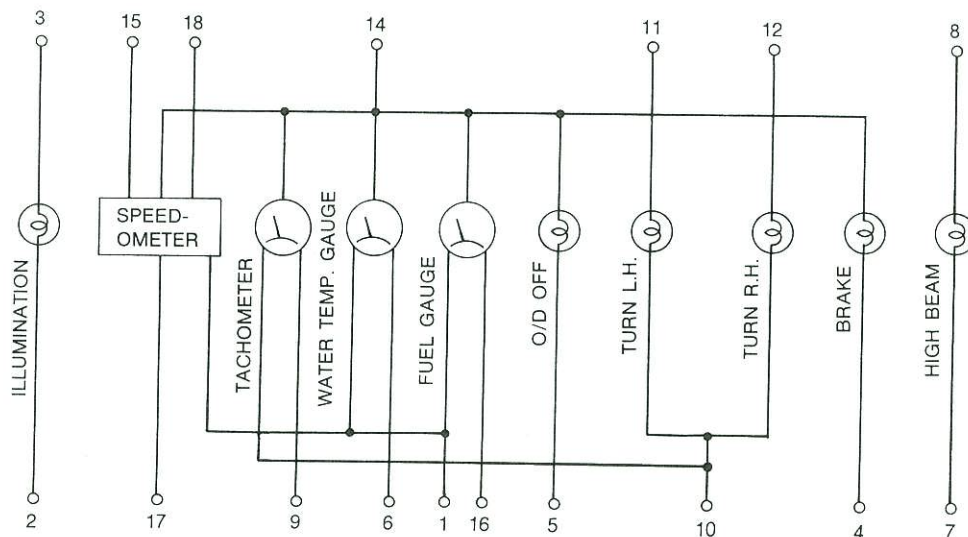 3
15
18
14
11
12
8
SPEED-
OMETER
ILLUMINATION
TACHOMETER
WATER TEMP. GAUGE
FUEL GAUGE
O/D OFF
TURN L.H.
TURN R.H.
BRAKE
HIGH BEAM
2
17
9
6
1
16
5
10
4
7